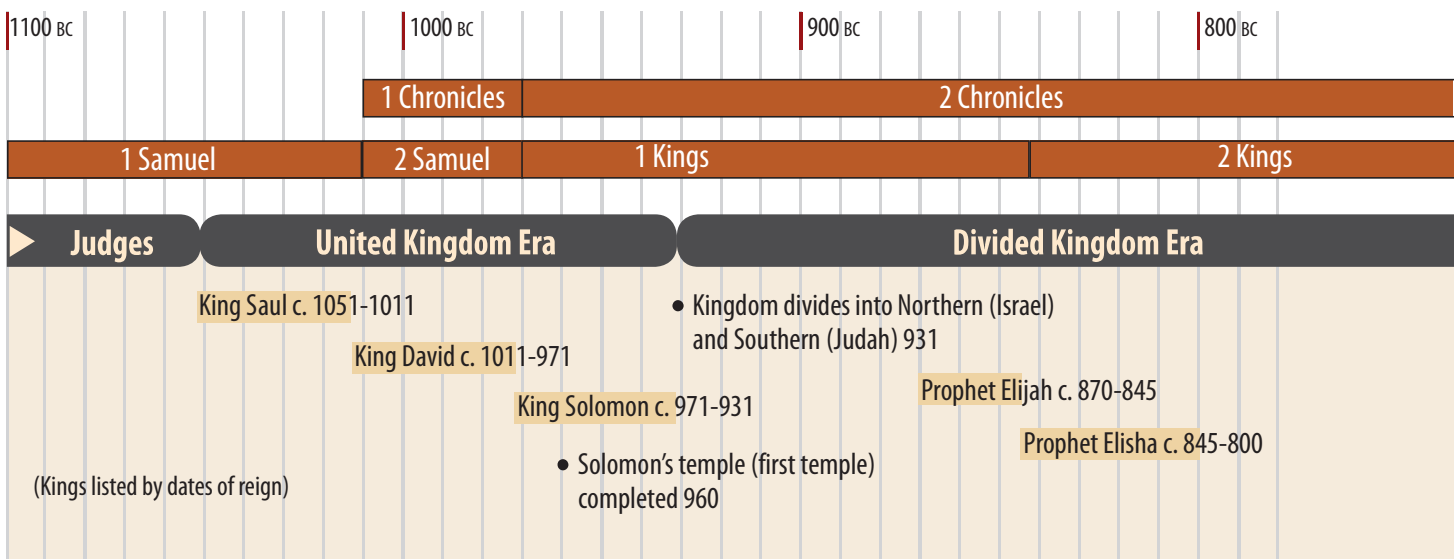 1100 BC 1000 BC 900 BC 800 BC
1 Chronicles 2 Chronicles
1 Samuel 2 Samuel 1 Kings 2 Kings
Judges United Kingdom Era Divided Kingdom Era
King Saul c. 1051-1011
King David c. 1011-971
King Solomon c. 971-931
• Solomon's temple (first temple)
completed 960
• Kingdom divides into Northern (Israel)
and Southern (Judah) 931
Prophet Elijah c. 870-845
Prophet Elisha c. 845-800
(Kings listed by dates of reign)